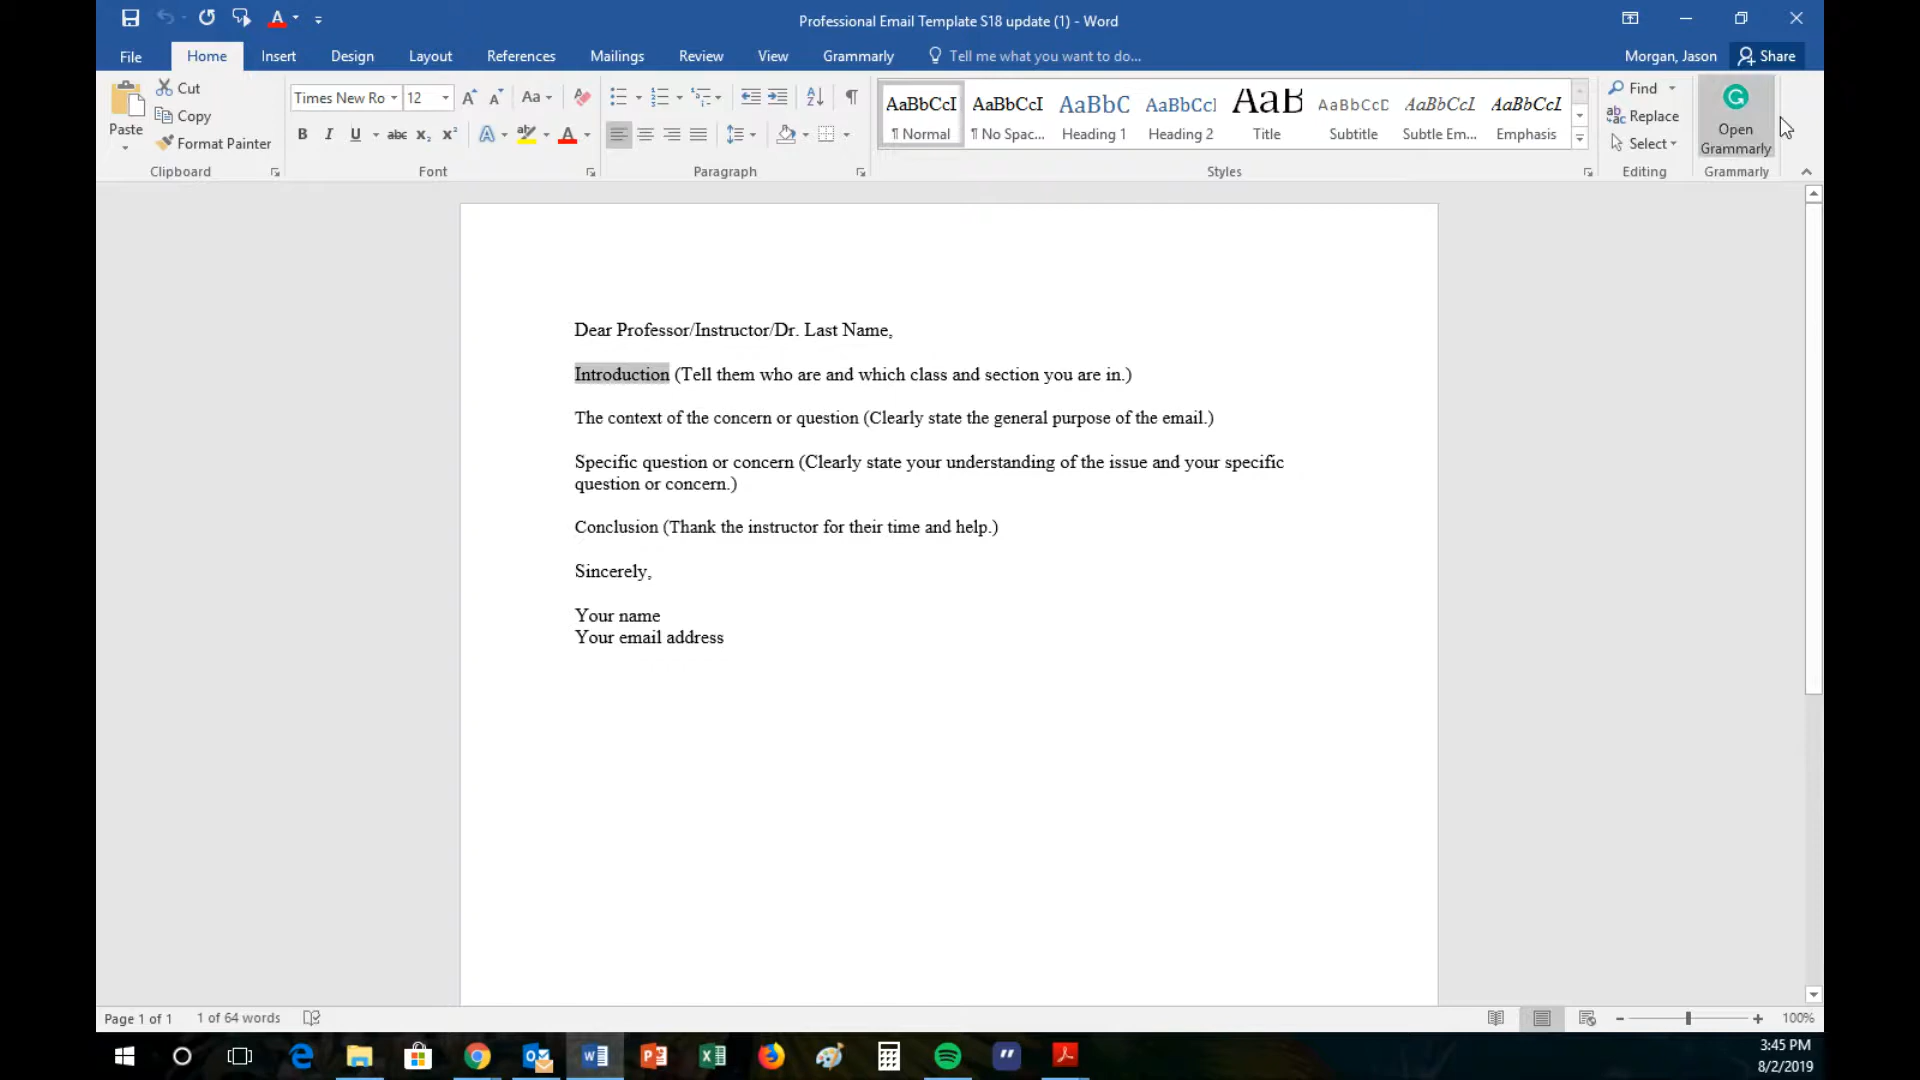 Professional Email Template S18 update (1) - Word
File Home Insert Design Layout References Mailings Review View Grammarly Tell me what you want to do... Morgan, Jason Share
Paste
Cut
Copy
Format Painter
Clipboard
Times New Ro 12 Aa
B I U abc X₂ X² A A
Font
Paragraph
AaBbCcI AaBbCcI AaBbC AaBbCcI AaB AaBbCcD AaBbCcI AaBbCcI
¶ Normal ¶ No Spac... Heading 1 Heading 2 Title Subtitle Subtle Em... Emphasis
Styles
Find
Replace
Select
Editing
Open
Grammarly
Grammarly
Dear Professor/Instructor/Dr. Last Name,
Introduction (Tell them who are and which class and section you are in.)
The context of the concern or question (Clearly state the general purpose of the email.)
Specific question or concern (Clearly state your understanding of the issue and your specific
question or concern.)
Conclusion (Thank the instructor for their time and help.)
Sincerely,
Your name
Your email address
Page 1 of 1 1 of 64 words 100%
3:45 PM
8/2/2019